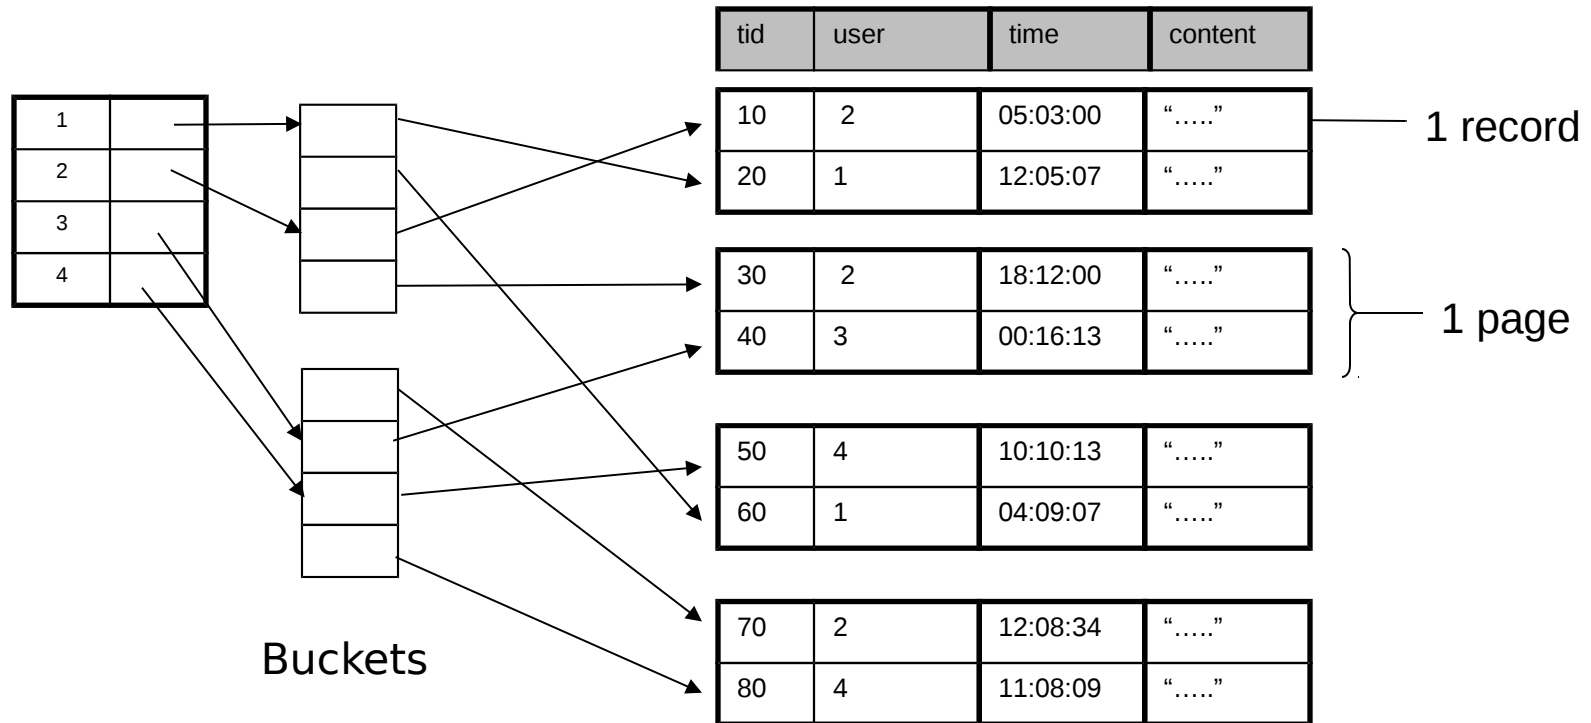 tid user time content
1
2
3
4
10 2 05:03:00 “…..”
20 1 12:05:07 “…..”
1 record
30 2 18:12:00 “…..”
40 3 00:16:13 “…..”
1 page
50 4 10:10:13 “…..”
60 1 04:09:07 “…..”
70 2 12:08:34 “…..”
80 4 11:08:09 “…..”
Buckets